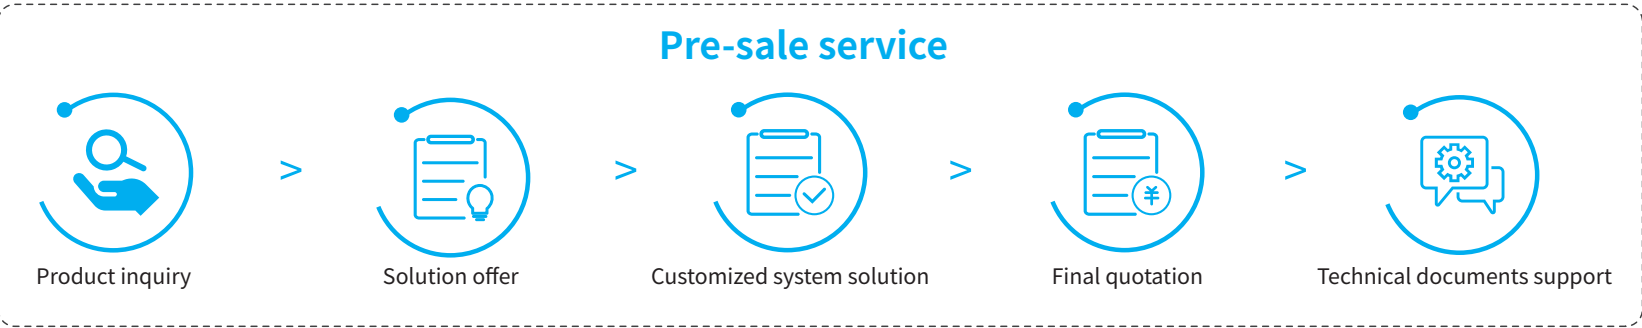 Pre-sale service
Product inquiry > Solution offer > Customized system solution > Final quotation > Technical documents support
¥